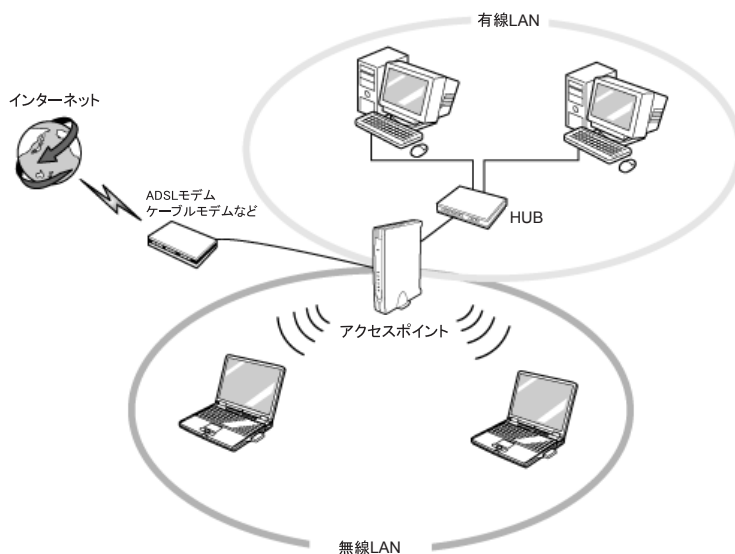 有線LAN
インターネット
ADSLモデム
ケーブルモデムなど
HUB
アクセスポイント
無線LAN